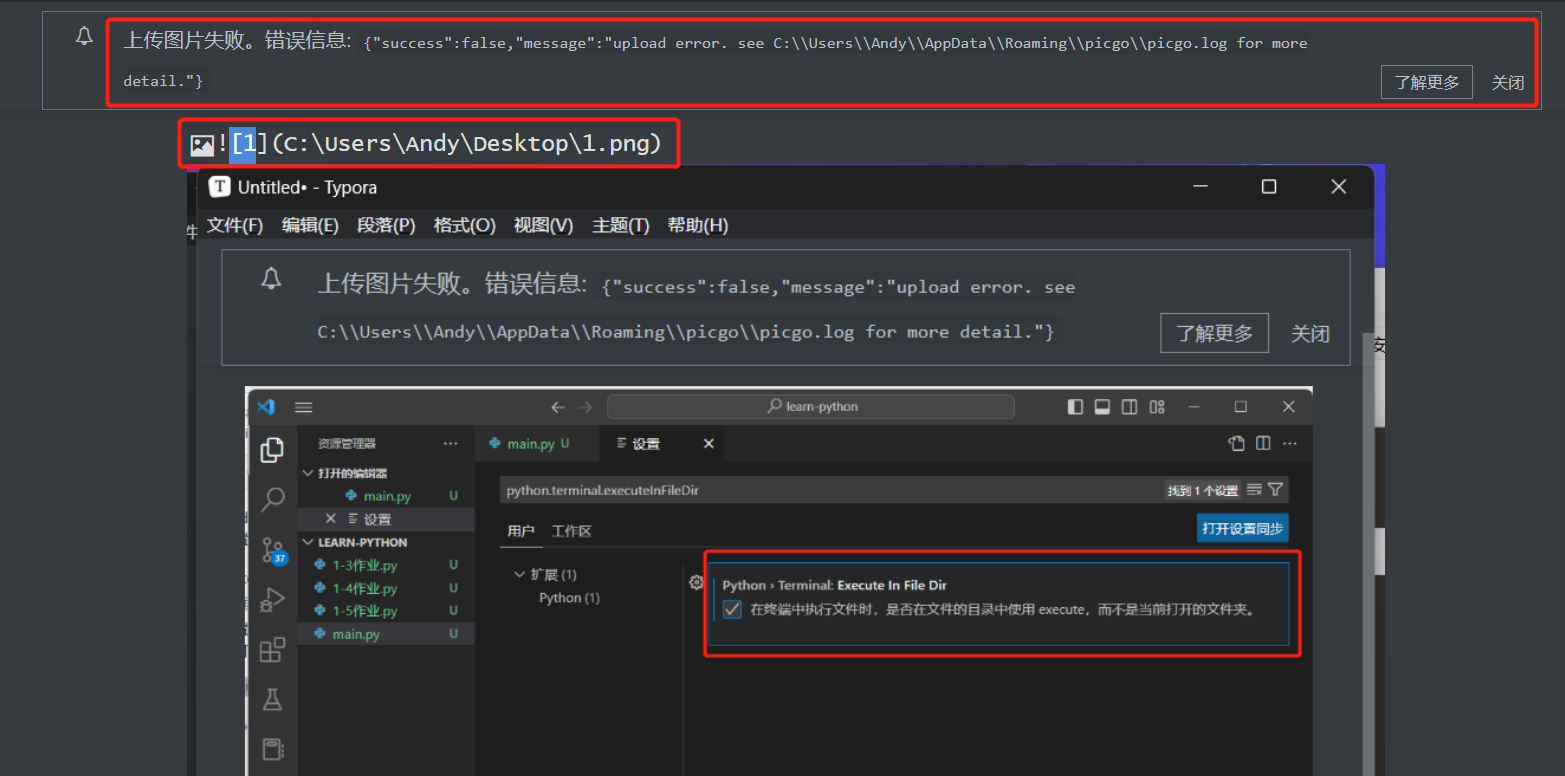 上传图片失败。错误信息: {"success":false,"message":"upload error. see C:\\Users\\Andy\\AppData\\Roaming\\picgo\\picgo.log for more
detail."}
了解更多 关闭
![1](C:\Users\Andy\Desktop\1.png)
T Untitled• - Typora
文件(F) 编辑(E) 段落(P) 格式(O) 视图(V) 主题(T) 帮助(H)
上传图片失败。错误信息: {"success":false,"message":"upload error. see
C:\\Users\\Andy\\AppData\\Roaming\\picgo\\picgo.log for more detail."}
了解更多 关闭
learn-python
资源管理器
main.py U
设置
打开的编辑器
main.py U
设置
LEARN-PYTHON
1-3作业.py U
1-4作业.py U
1-5作业.py U
main.py U
37
python.terminal.executeInFileDir
找到 1 个设置
用户 工作区
打开设置同步
扩展 (1)
Python (1)
Python › Terminal: Execute In File Dir
在终端中执行文件时，是否在文件的目录中使用 execute，而不是当前打开的文件夹。